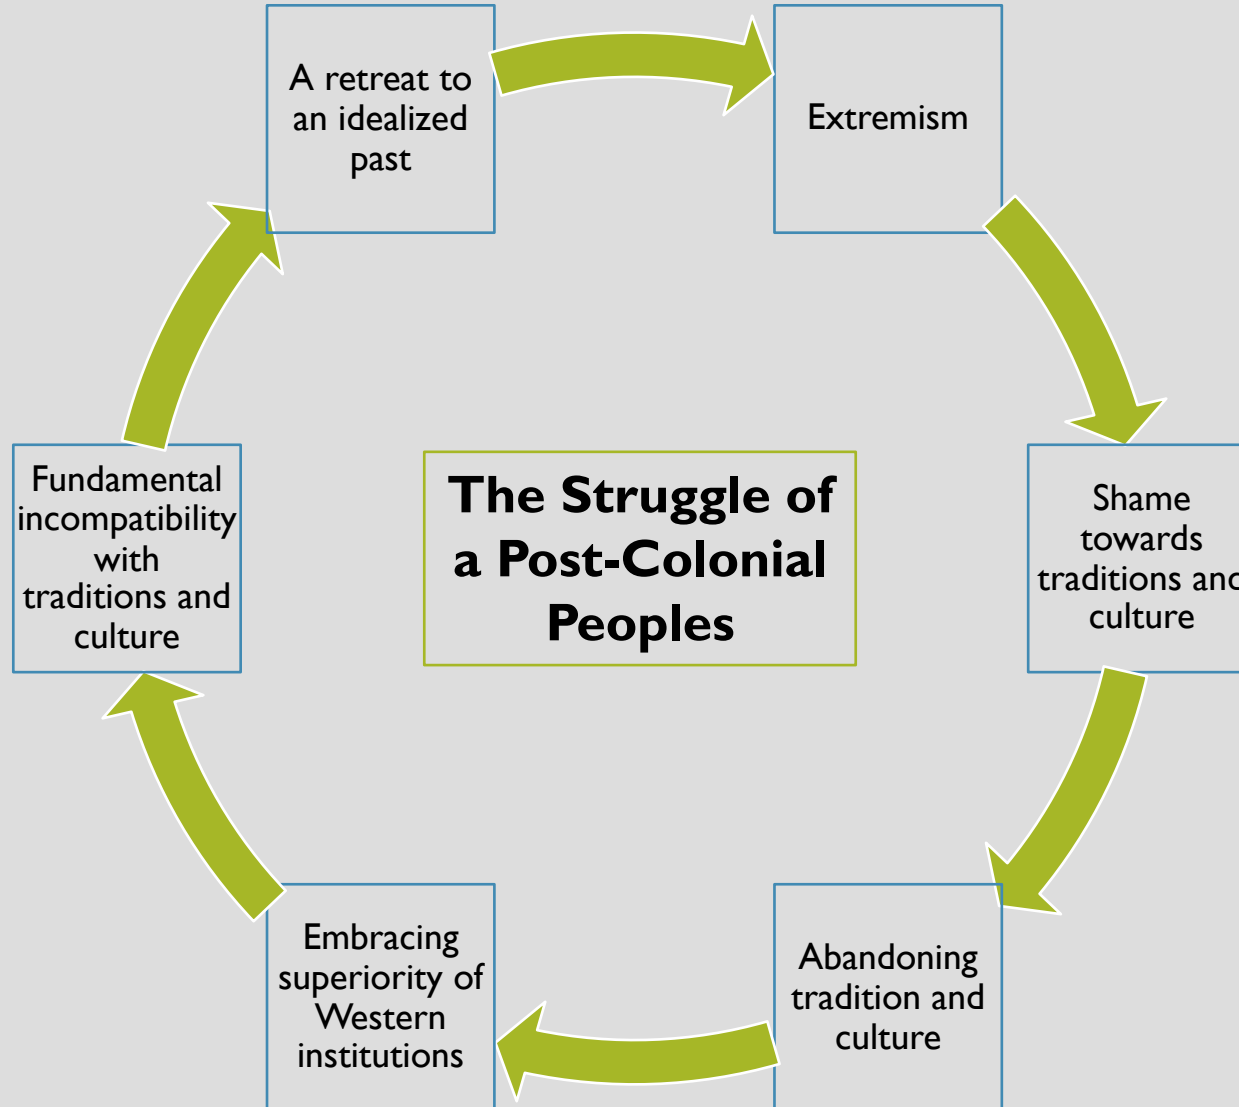 A retreat to
an idealized
past
Extremism
Shame
towards
traditions and
culture
Abandoning
tradition and
culture
Embracing
superiority of
Western
institutions
Fundamental
incompatibility
with
traditions and
culture
The Struggle of
a Post-Colonial
Peoples